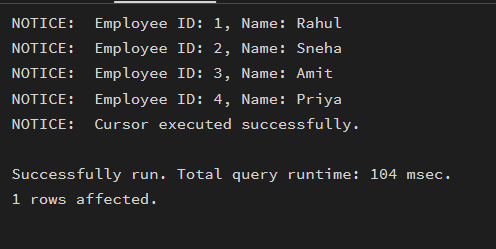 NOTICE:  Employee ID: 1, Name: Rahul
NOTICE:  Employee ID: 2, Name: Sneha
NOTICE:  Employee ID: 3, Name: Amit
NOTICE:  Employee ID: 4, Name: Priya
NOTICE:  Cursor executed successfully.
Successfully run. Total query runtime: 104 msec.
1 rows affected.